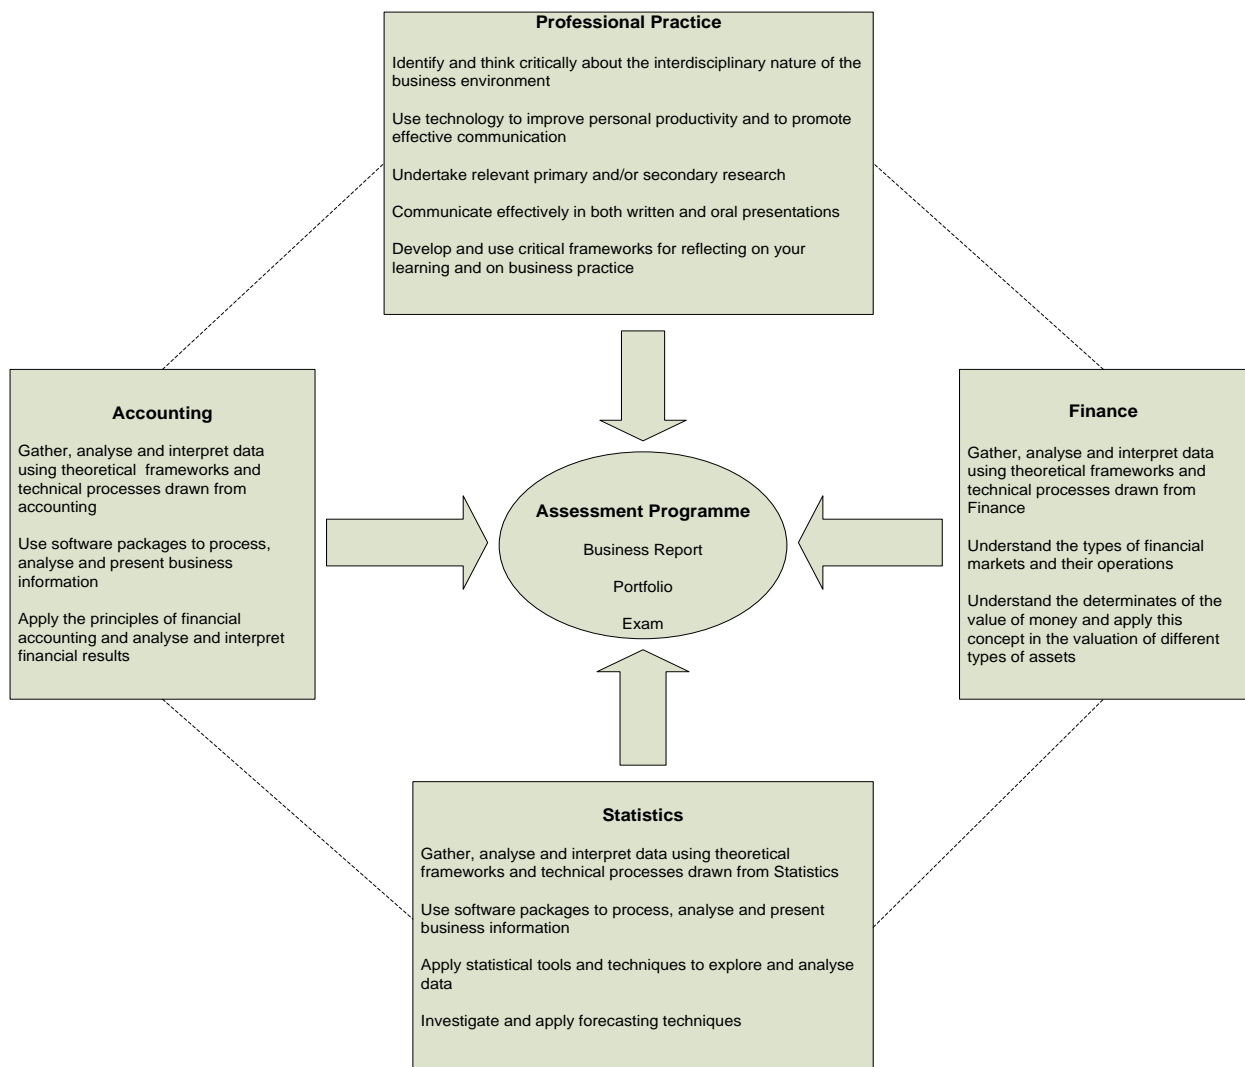 Professional Practice
Identify and think critically about the interdisciplinary nature of the
business environment
Use technology to improve personal productivity and to promote
effective communication
Undertake relevant primary and/or secondary research
Communicate effectively in both written and oral presentations
Develop and use critical frameworks for reflecting on your
learning and on business practice
Accounting
Gather, analyse and interpret data
using theoretical frameworks and
technical processes drawn from
accounting
Use software packages to process,
analyse and present business
information
Apply the principles of financial
accounting and analyse and interpret
financial results
Assessment Programme
Business Report
Portfolio
Exam
Finance
Gather, analyse and interpret data
using theoretical frameworks and
technical processes drawn from
Finance
Understand the types of financial
markets and their operations
Understand the determinates of the
value of money and apply this
concept in the valuation of different
types of assets
Statistics
Gather, analyse and interpret data using theoretical
frameworks and technical processes drawn from Statistics
Use software packages to process, analyse and present
business information
Apply statistical tools and techniques to explore and analyse
data
Investigate and apply forecasting techniques